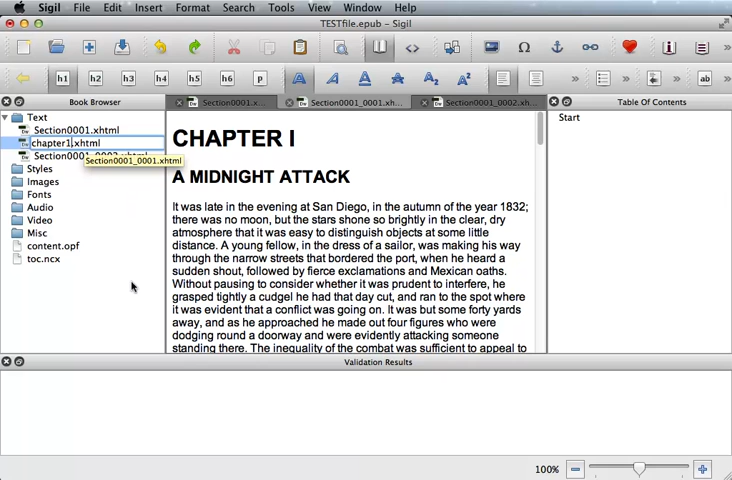 Sigil File Edit Insert Format Search Tools View Window Help
TESTfile.epub - Sigil
h1 h2 h3 h4 h5 h6 p A A A A A₂ A² ab
Book Browser
Section0001.x... Section0001_0001.xh... Section0001_0002.xh...
Table Of Contents
Text
Section0001.xhtml
chapter1.xhtml
Section0001_0001.xhtml
Styles
Images
Fonts
Audio
Video
Misc
content.opf
toc.ncx
CHAPTER I
A MIDNIGHT ATTACK
It was late in the evening at San Diego, in the autumn of the year 1832;
there was no moon, but the stars shone so brightly in the clear, dry
atmosphere that it was easy to distinguish objects at some little
distance. A young fellow, in the dress of a sailor, was making his way
through the narrow streets that bordered the port, when he heard a
sudden shout, followed by fierce exclamations and Mexican oaths.
Without pausing to consider whether it was prudent to interfere, he
grasped tightly a cudgel he had that day cut, and ran to the spot where
it was evident that a conflict was going on. It was but some forty yards
away, and as he approached he made out four figures who were
dodging round a doorway and were evidently attacking someone
standing there. The inequality of the combat was sufficient to appeal to
Start
Validation Results
100%